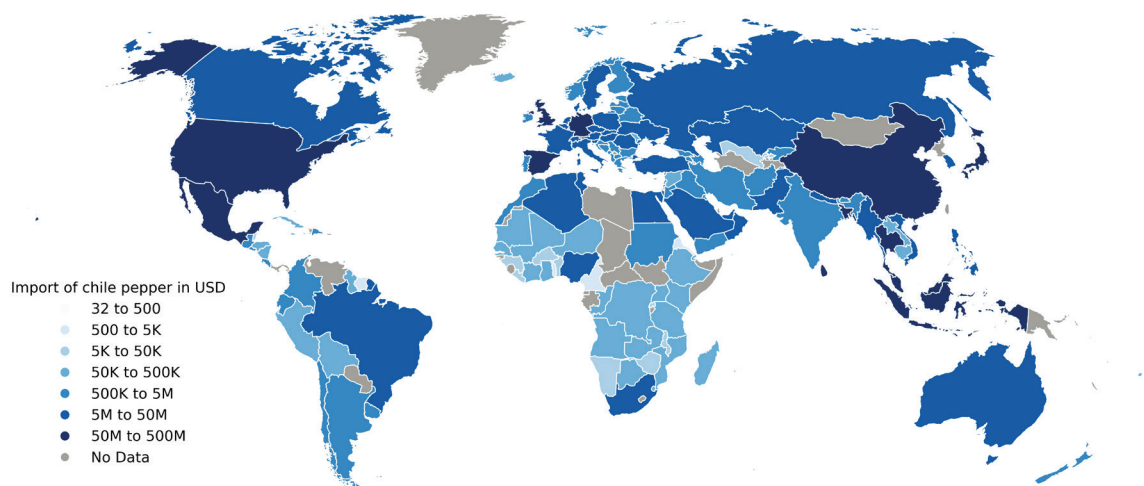 Import of chile pepper in USD
32 to 500
500 to 5K
5K to 50K
50K to 500K
500K to 5M
5M to 50M
50M to 500M
No Data